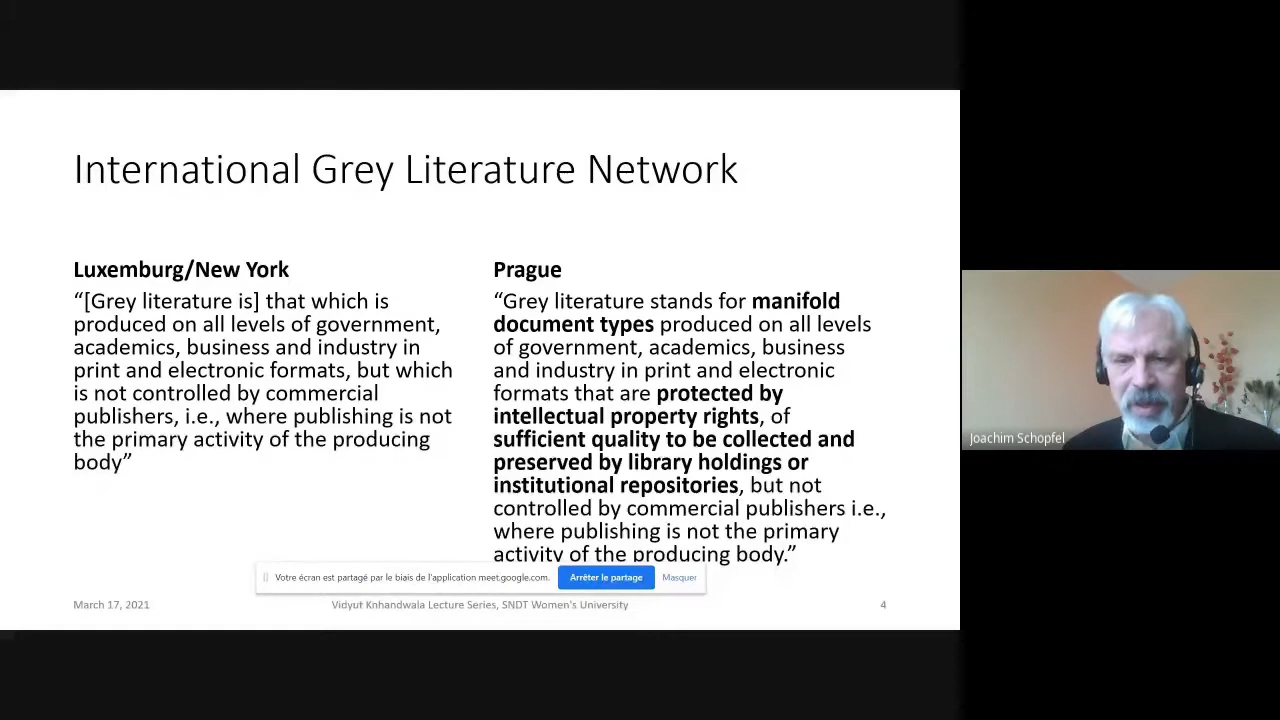 International Grey Literature Network
Luxemburg/New York
“[Grey literature is] that which is
produced on all levels of government,
academics, business and industry in
print and electronic formats, but which
is not controlled by commercial
publishers, i.e., where publishing is not
the primary activity of the producing
body”
Prague
“Grey literature stands for manifold
document types produced on all levels
of government, academics, business
and industry in print and electronic
formats that are protected by
intellectual property rights, of
sufficient quality to be collected and
preserved by library holdings or
institutional repositories, but not
controlled by commercial publishers i.e.,
where publishing is not the primary
activity of the producing body.”
Votre écran est partagé par le biais de l'application meet.google.com.
Arrêter le partage
Masquer
March 17, 2021
Vidyut Knhandwala Lecture Series, SNDT Women's University
4
Joachim Schopfel